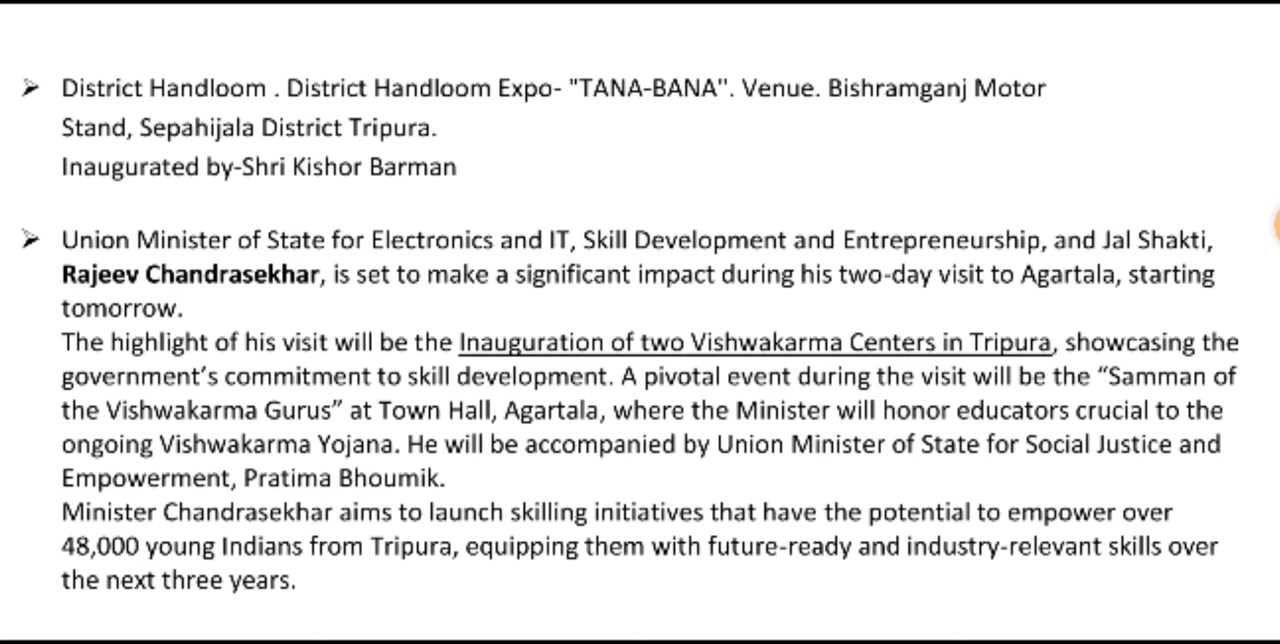 ➢ District Handloom . District Handloom Expo- "TANA-BANA". Venue. Bishramganj Motor
Stand, Sepahijala District Tripura.
Inaugurated by-Shri Kishor Barman
➢ Union Minister of State for Electronics and IT, Skill Development and Entrepreneurship, and Jal Shakti,
Rajeev Chandrasekhar, is set to make a significant impact during his two-day visit to Agartala, starting
tomorrow.
The highlight of his visit will be the Inauguration of two Vishwakarma Centers in Tripura, showcasing the
government’s commitment to skill development. A pivotal event during the visit will be the “Samman of
the Vishwakarma Gurus” at Town Hall, Agartala, where the Minister will honor educators crucial to the
ongoing Vishwakarma Yojana. He will be accompanied by Union Minister of State for Social Justice and
Empowerment, Pratima Bhoumik.
Minister Chandrasekhar aims to launch skilling initiatives that have the potential to empower over
48,000 young Indians from Tripura, equipping them with future-ready and industry-relevant skills over
the next three years.